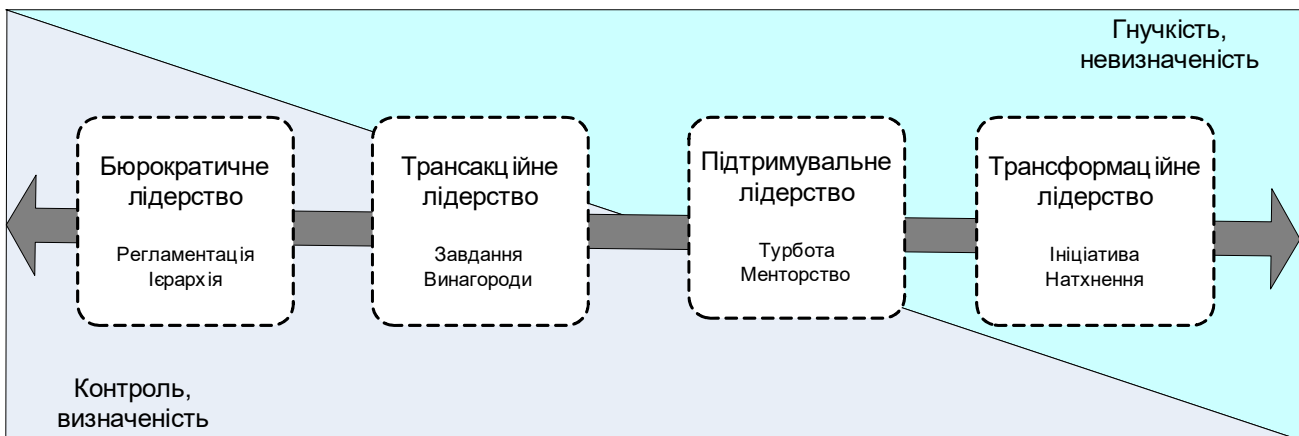 Гнучкість,
невизначеність
Бюрократичне
лідерство
Регламентація
Ієрархія
Трансакційне
лідерство
Завдання
Винагороди
Підтримувальне
лідерство
Турбота
Менторство
Трансформаційне
лідерство
Ініціатива
Натхнення
Контроль,
визначеність